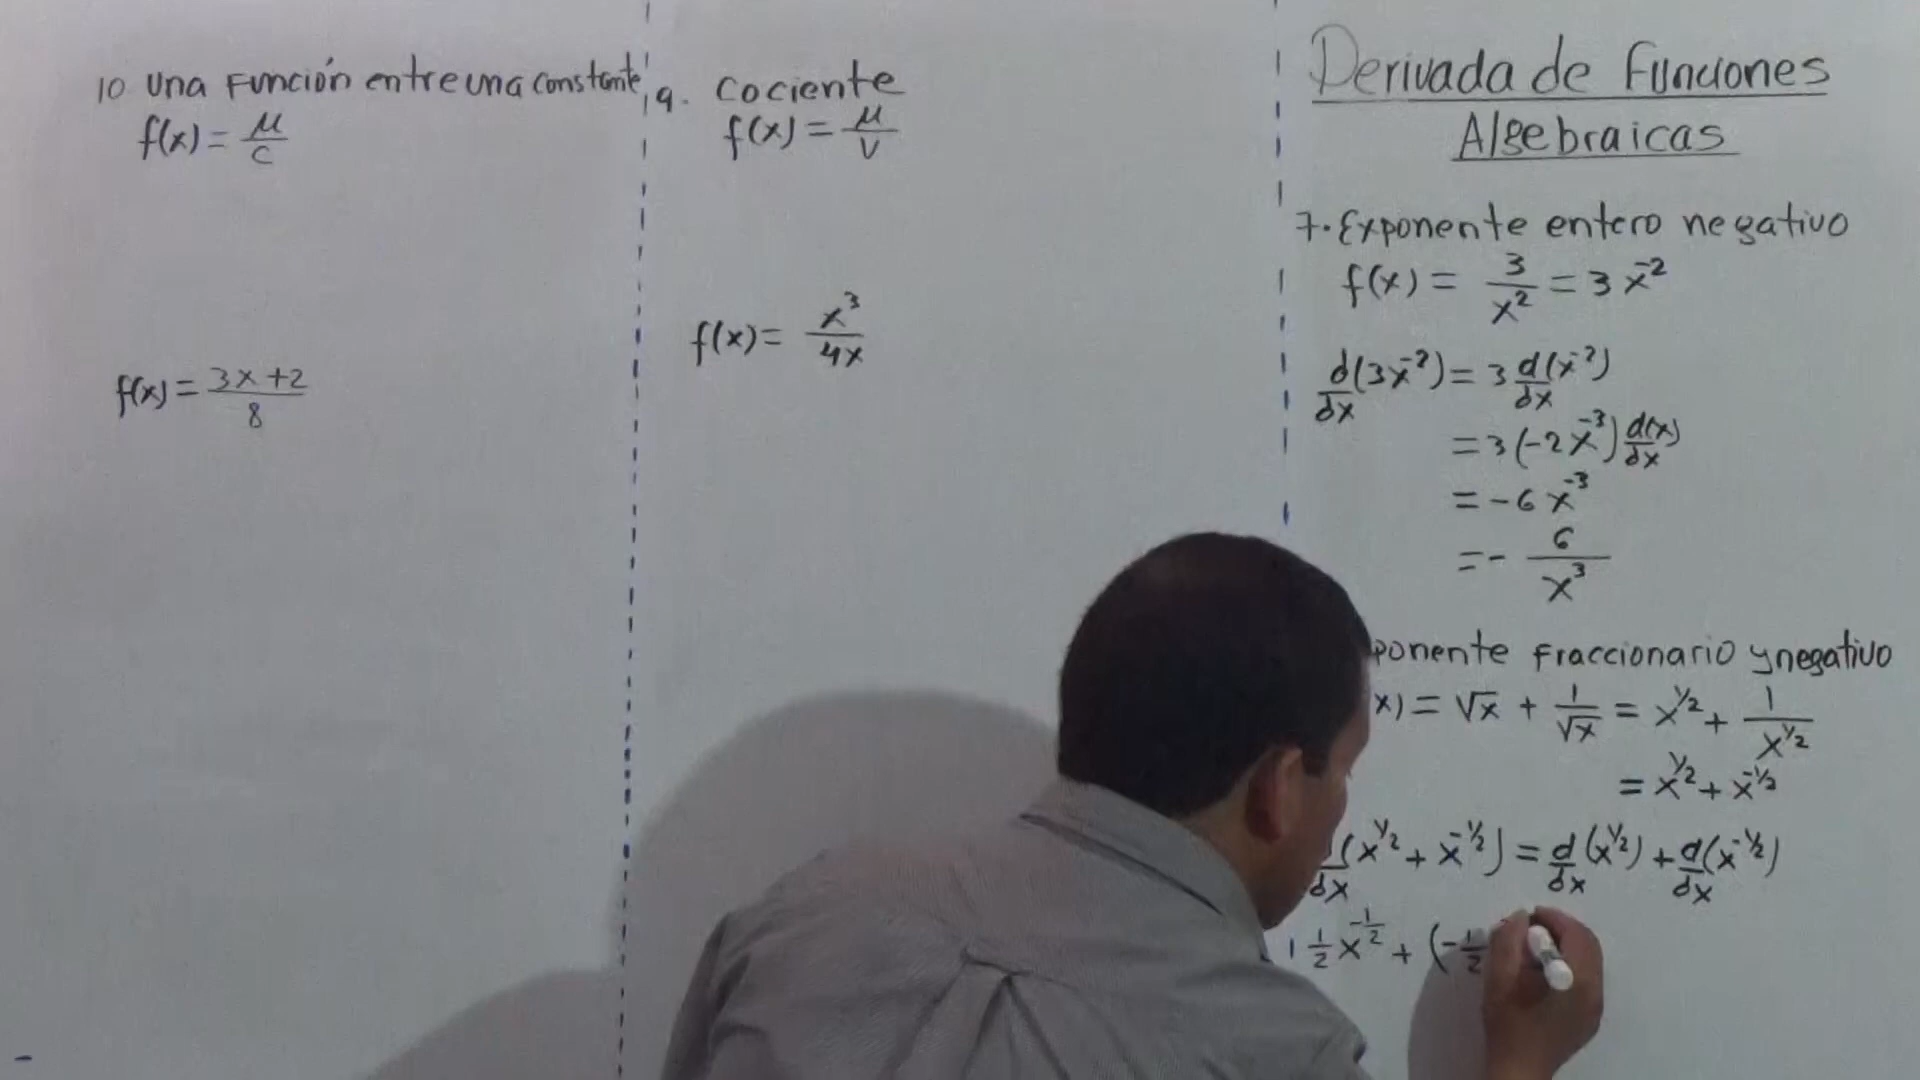 10 Una Función entre una constante
f(x) = μ/c
f(x) = 3x+2/8
9. Cociente
f(x) = μ/v
f(x) = x³/4x
Derivada de Funciones
Algebraicas
7. Exponente entero negativo
f(x) = 3/x² = 3x⁻²
d/dx(3x⁻²) = 3 d/dx(x⁻²)
= 3(-2x⁻³) d(x)/dx
= -6x⁻³
= - 6/x³
ponente Fraccionario y negativo
x) = √x + 1/√x = x^½ + 1/x^½
= x^½ + x^-½
d/dx(x^½ + x^-½) = d/dx(x^½) + d/dx(x^-½)
½ x^-½ + (-½